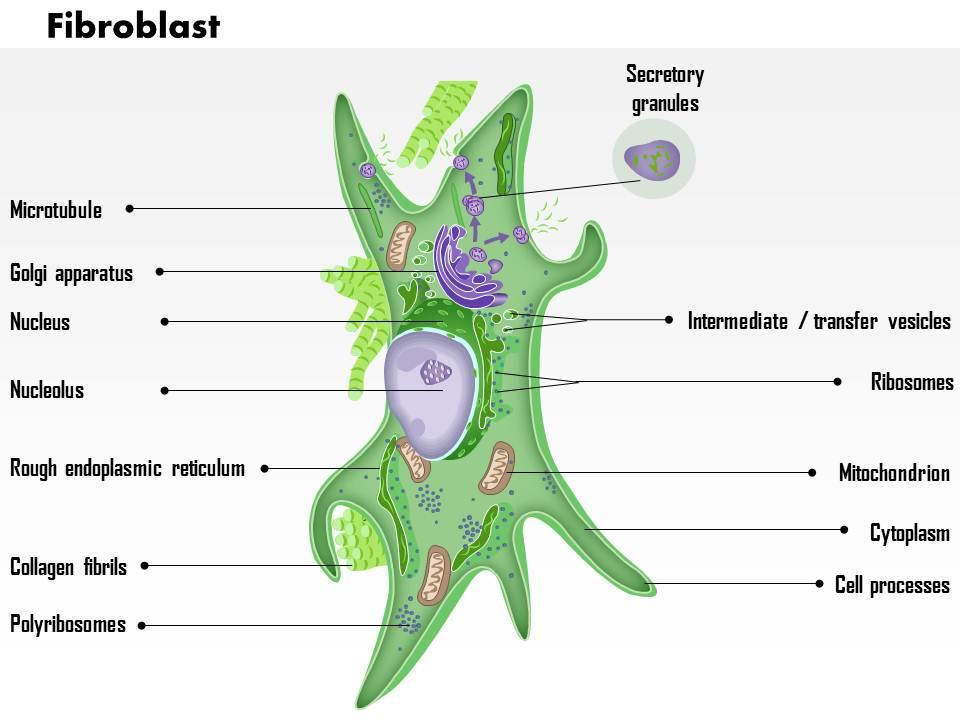 Fibroblast
Secretory
granules
Microtubule
Golgi apparatus
Nucleus
Intermediate / transfer vesicles
Nucleolus
Ribosomes
Rough endoplasmic reticulum
Mitochondrion
Cytoplasm
Collagen fibrils
Cell processes
Polyribosomes